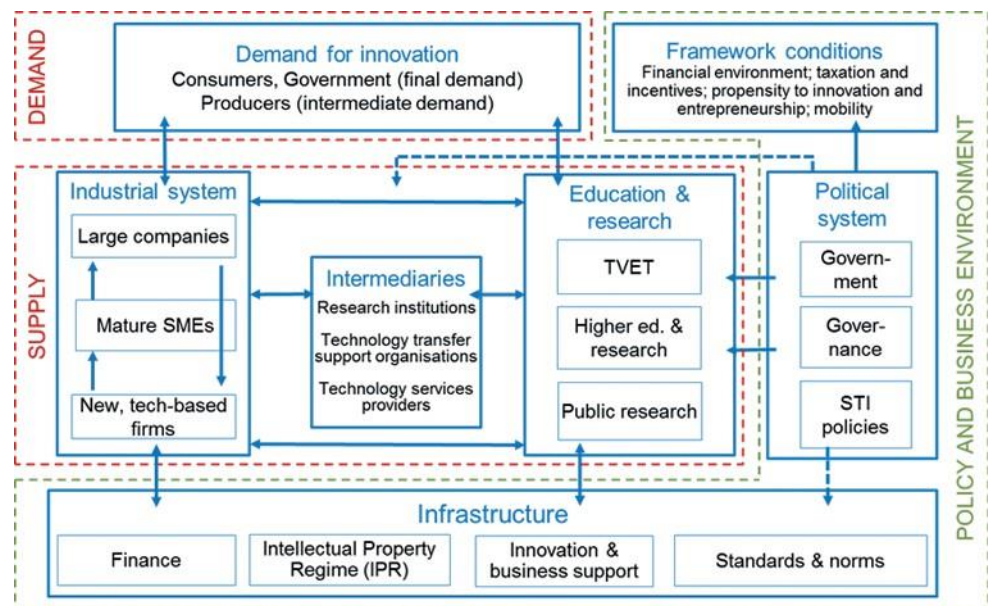 DEMAND
Demand for innovation
Consumers, Government (final demand)
Producers (intermediate demand)
Framework conditions
Financial environment; taxation and
incentives; propensity to innovation and
entrepreneurship; mobility
POLICY AND BUSINESS ENVIRONMENT
SUPPLY
Industrial system
Large companies
Mature SMEs
New, tech-based
firms
Intermediaries
Research institutions
Technology transfer
support organisations
Technology services
providers
Education &
research
TVET
Higher ed. &
research
Public research
Political
system
Govern-
ment
Gover-
nance
STI
policies
Infrastructure
Finance
Intellectual Property
Regime (IPR)
Innovation &
business support
Standards & norms